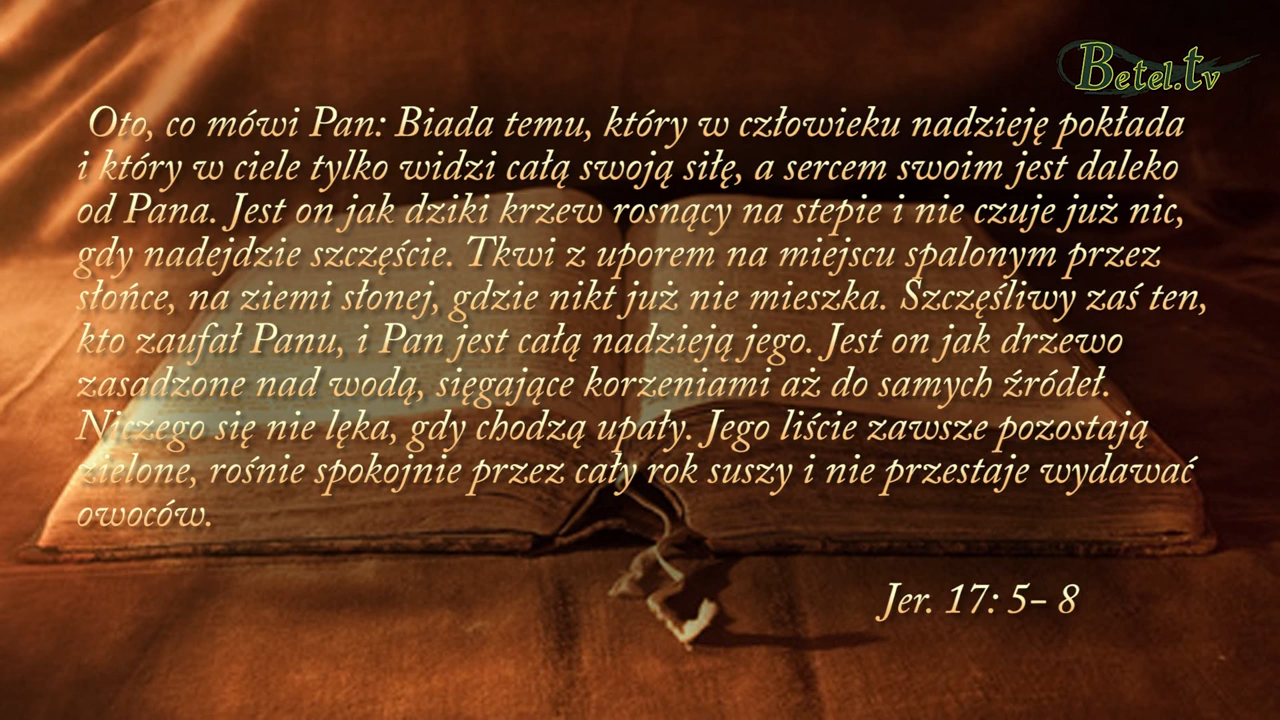 Betel.tv
Oto, co mówi Pan: Biada temu, który w człowieku nadzieję pokłada
i który w ciele tylko widzi całą swoją siłę, a sercem swoim jest daleko
od Pana. Jest on jak dziki krzew rosnący na stepie i nie czuje już nic,
gdy nadejdzie szczęście. Tkwi z uporem na miejscu spalonym przez
słońce, na ziemi słonej, gdzie nikt już nie mieszka. Szczęśliwy zaś ten,
kto zaufał Panu, i Pan jest całą nadzieją jego. Jest on jak drzewo
zasadzone nad wodą, sięgające korzeniami aż do samych źródeł.
Niczego się nie lęka, gdy chodzą upały. Jego liście zawsze pozostają
zielone, rośnie spokojnie przez cały rok suszy i nie przestaje wydawać
owoców.
Jer. 17: 5- 8